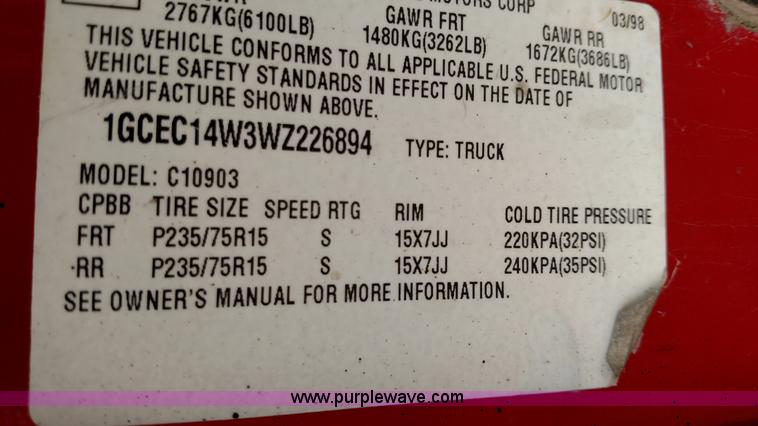 MOTORS CORP 03/98
2767KG(6100LB) GAWR FRT GAWR RR
1480KG(3262LB) 1672KG(3686LB)
THIS VEHICLE CONFORMS TO ALL APPLICABLE U.S. FEDERAL MOTOR
VEHICLE SAFETY STANDARDS IN EFFECT ON THE DATE OF
MANUFACTURE SHOWN ABOVE.
1GCEC14W3WZ226894 TYPE: TRUCK
MODEL: C10903
CPBB TIRE SIZE SPEED RTG RIM COLD TIRE PRESSURE
FRT P235/75R15 S 15X7JJ 220KPA(32PSI)
RR P235/75R15 S 15X7JJ 240KPA(35PSI)
SEE OWNER'S MANUAL FOR MORE INFORMATION.
www.purplewave.com